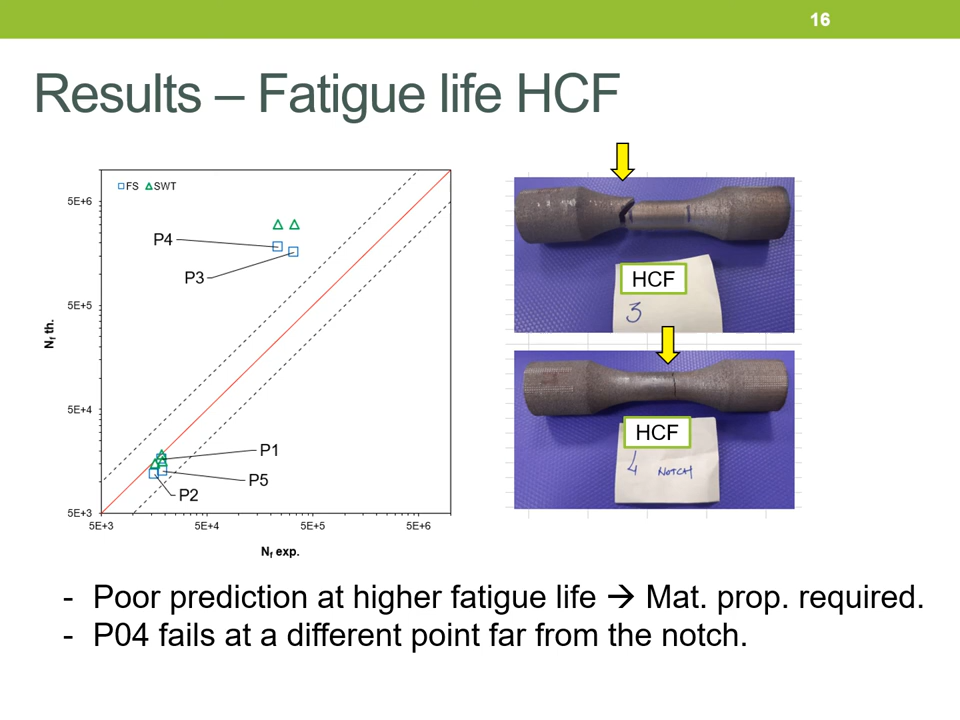 16
Results – Fatigue life HCF
FS SWT
5E+6
P4
P3
5E+5
Nf th.
5E+4
P1
P5
P2
5E+3
5E+3 5E+4 5E+5 5E+6
Nf exp.
HCF
3
HCF
4 NOTCH
- Poor prediction at higher fatigue life → Mat. prop. required.
- P04 fails at a different point far from the notch.